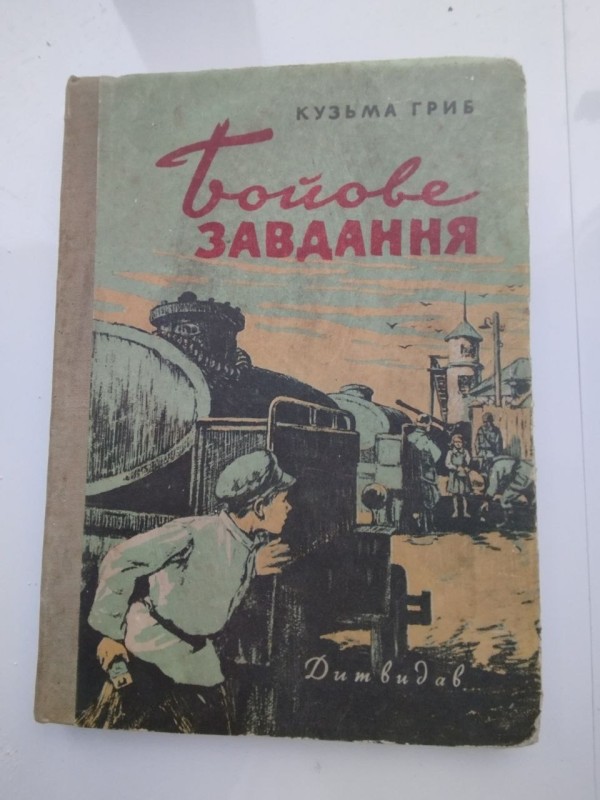 КУЗЬМА ГРИБ
Бойове
ЗАВДАННЯ
Дитвидав